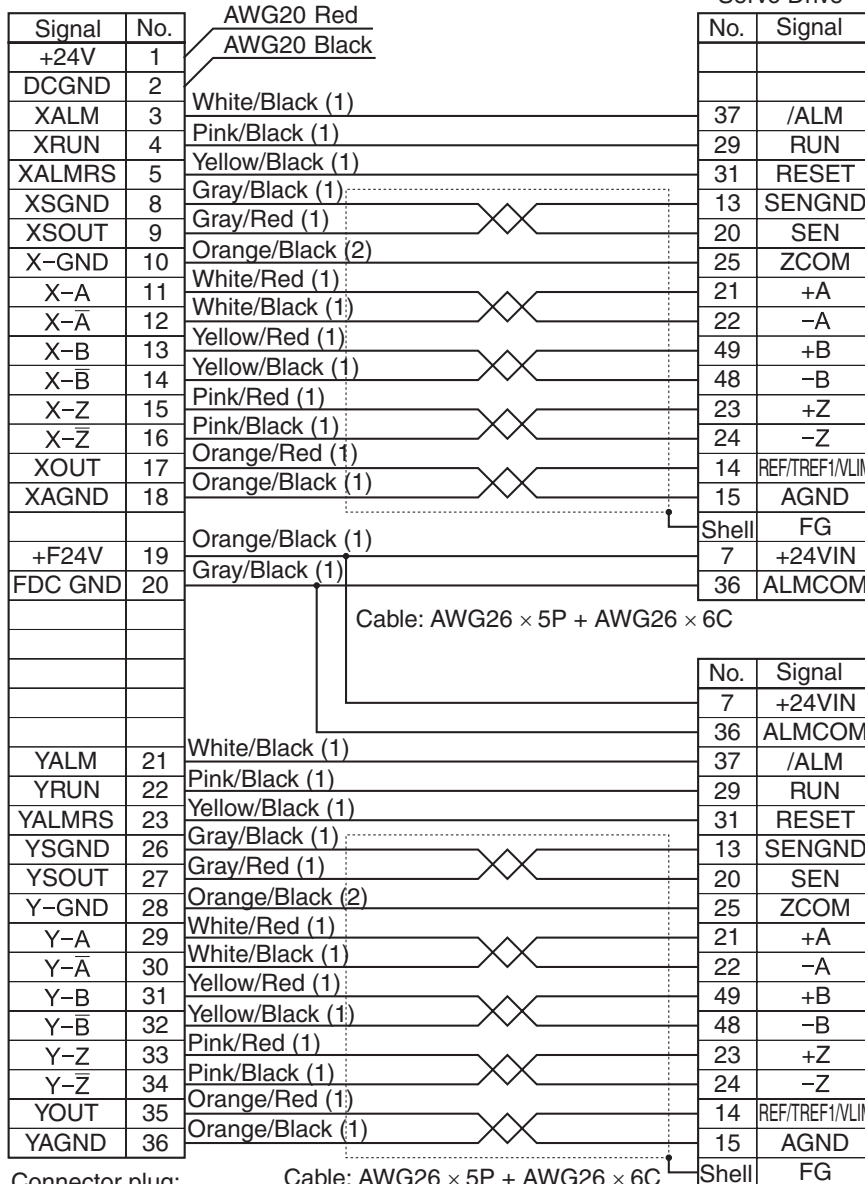 Servo Drive
Signal No. AWG20 Red No. Signal
+24V 1 AWG20 Black
DCGND 2
XALM 3 White/Black (1) 37 /ALM
XRUN 4 Pink/Black (1) 29 RUN
XALMRS 5 Yellow/Black (1) 31 RESET
XSGND 8 Gray/Black (1) 13 SENGND
XSOUT 9 Gray/Red (1) 20 SEN
X−GND 10 Orange/Black (2) 25 ZCOM
X−A 11 White/Red (1) 21 +A
X−A̅ 12 White/Black (1) 22 −A
X−B 13 Yellow/Red (1) 49 +B
X−B̅ 14 Yellow/Black (1) 48 −B
X−Z 15 Pink/Red (1) 23 +Z
X−Z̅ 16 Pink/Black (1) 24 −Z
XOUT 17 Orange/Red (1) 14 REF/TREF1/VLIM
XAGND 18 Orange/Black (1) 15 AGND
Shell FG
+F24V 19 Orange/Black (1) 7 +24VIN
FDC GND 20 Gray/Black (1) 36 ALMCOM
Cable: AWG26 × 5P + AWG26 × 6C
No. Signal
7 +24VIN
36 ALMCOM
YALM 21 White/Black (1) 37 /ALM
YRUN 22 Pink/Black (1) 29 RUN
YALMRS 23 Yellow/Black (1) 31 RESET
YSGND 26 Gray/Black (1) 13 SENGND
YSOUT 27 Gray/Red (1) 20 SEN
Y−GND 28 Orange/Black (2) 25 ZCOM
Y−A 29 White/Red (1) 21 +A
Y−A̅ 30 White/Black (1) 22 −A
Y−B 31 Yellow/Red (1) 49 +B
Y−B̅ 32 Yellow/Black (1) 48 −B
Y−Z 33 Pink/Red (1) 23 +Z
Y−Z̅ 34 Pink/Black (1) 24 −Z
YOUT 35 Orange/Red (1) 14 REF/TREF1/VLIM
YAGND 36 Orange/Black (1) 15 AGND
Connector plug: Cable: AWG26 × 5P + AWG26 × 6C Shell FG